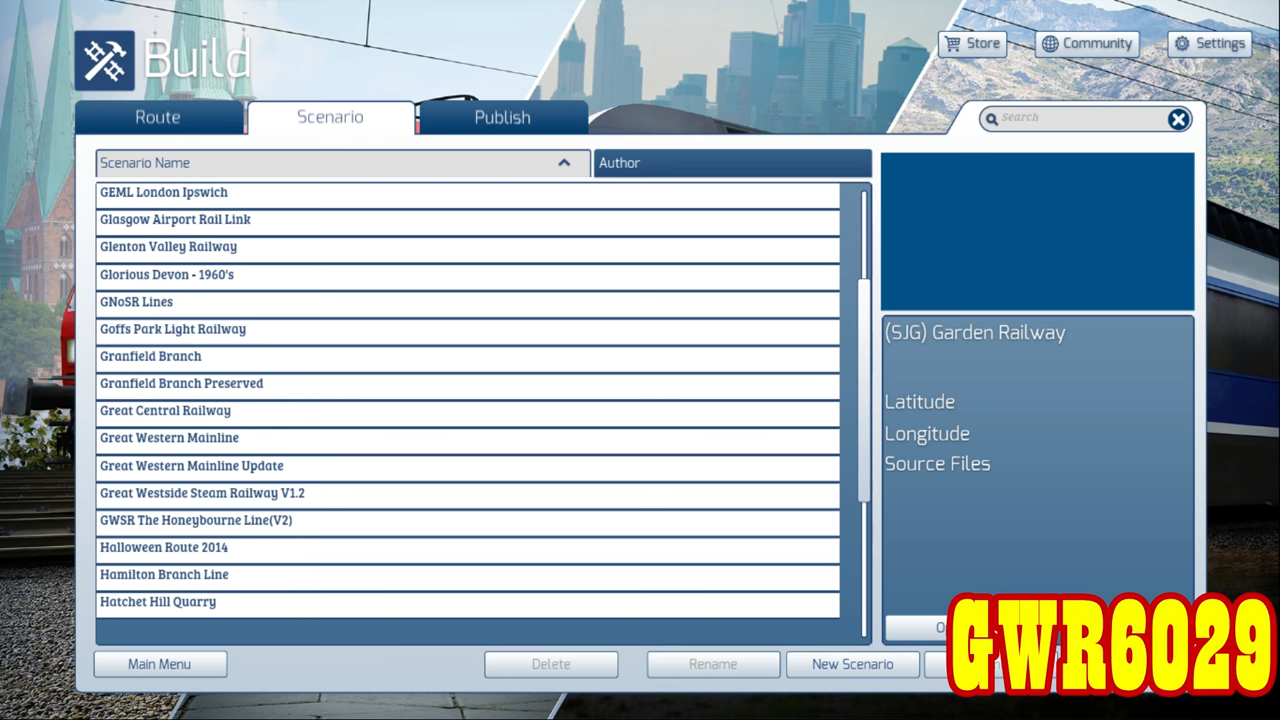 Build
Store
Community
Settings
Route
Scenario
Publish
Search
Scenario Name
Author
GEML London Ipswich
Glasgow Airport Rail Link
Glenton Valley Railway
Glorious Devon - 1960's
GNoSR Lines
Goffs Park Light Railway
Granfield Branch
Granfield Branch Preserved
Great Central Railway
Great Western Mainline
Great Western Mainline Update
Great Westside Steam Railway V1.2
GWSR The Honeybourne Line(V2)
Halloween Route 2014
Hamilton Branch Line
Hatchet Hill Quarry
(SJG) Garden Railway
Latitude
Longitude
Source Files
Main Menu
Delete
Rename
New Scenario
GWR6029